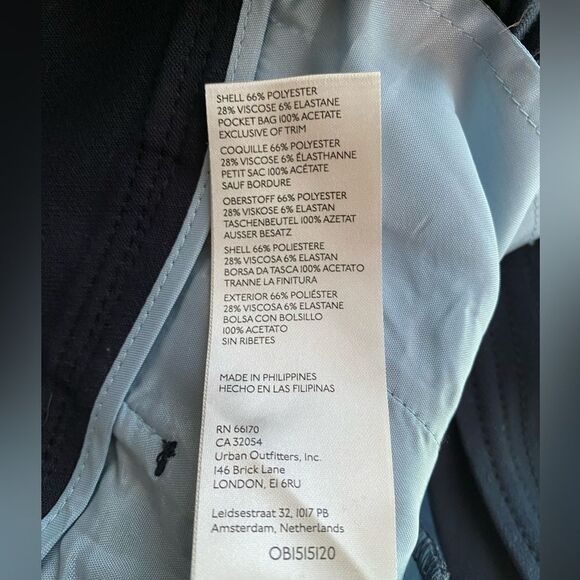 SHELL 66% POLYESTER
28% VISCOSE 6% ELASTANE
POCKET BAG 100% ACETATE
EXCLUSIVE OF TRIM
COQUILLE 66% POLYESTER
28% VISCOSE 6% ÉLASTHANNE
PETIT SAC 100% ACÉTATE
SAUF BORDURE
OBERSTOFF 66% POLYESTER
28% VISKOSE 6% ELASTAN
TASCHENBEUTEL 100% AZETAT
AUSSER BESATZ
SHELL 66% POLIESTERE
28% VISCOSA 6% ELASTAN
BORSA DA TASCA 100% ACETATO
TRANNE LA FINITURA
EXTERIOR 66% POLIÉSTER
28% VISCOSA 6% ELASTANE
BOLSA CON BOLSILLO
100% ACETATO
SIN RIBETES
MADE IN PHILIPPINES
HECHO EN LAS FILIPINAS
RN 66170
CA 32054
Urban Outfitters, Inc.
146 Brick Lane
LONDON, E1 6RU
Leidsestraat 32, 1017 PB
Amsterdam, Netherlands
OB1515120